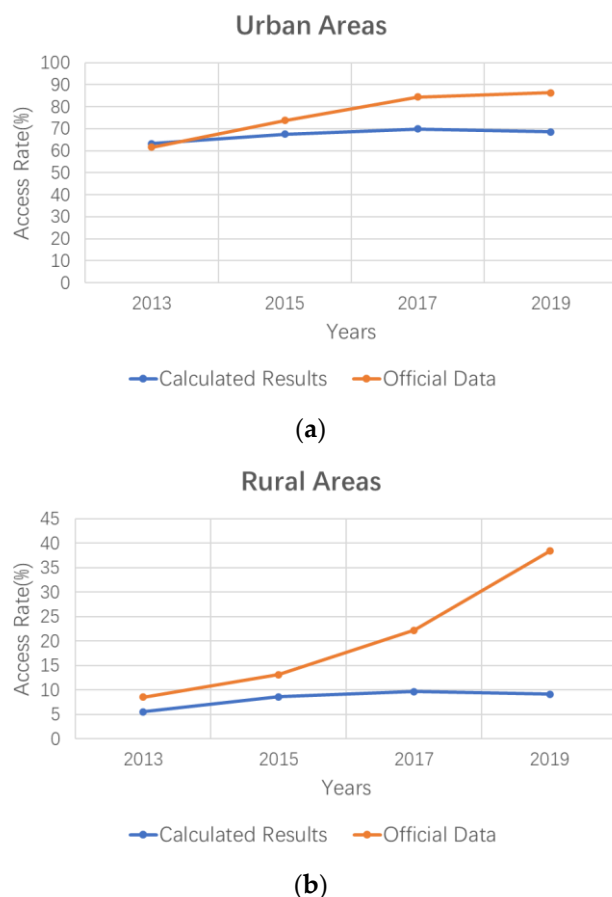 Urban Areas
100
90
80
70
60
50
40
30
20
10
0
Access Rate(%)
2013 2015 2017 2019
Years
Calculated Results Official Data
(a)
Rural Areas
45
40
35
30
25
20
15
10
5
0
Access Rate(%)
2013 2015 2017 2019
Years
Calculated Results Official Data
(b)